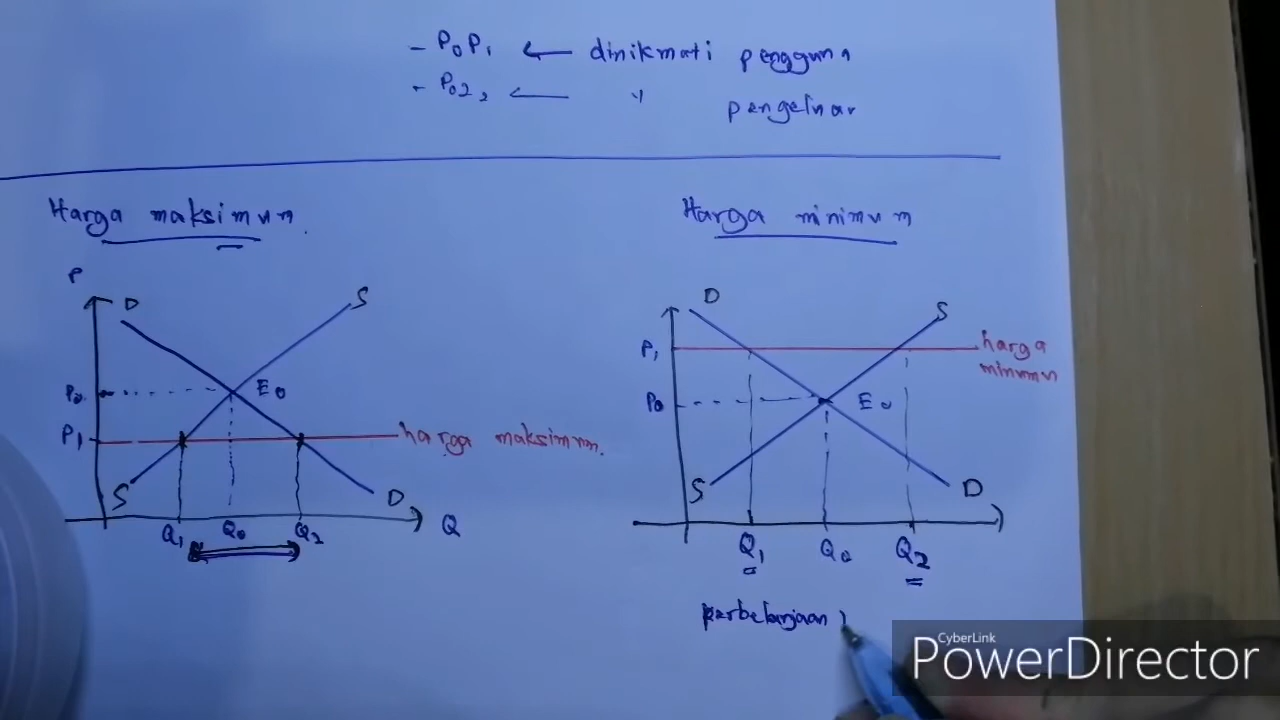 - P₀P₁ ← dinikmati pengguna
- P₀ ← " pengeluar
Harga maksimum.
Harga minimum
P
D
S
P₀
E₀
P₁
harga maksimum.
S
D
Q₁
Q₀
Q₂
Q
D
S
P₁
harga
minimum
P₀
E₀
S
D
Q₁
Q₀
Q₂
perbelanjaan
CyberLink
PowerDirector